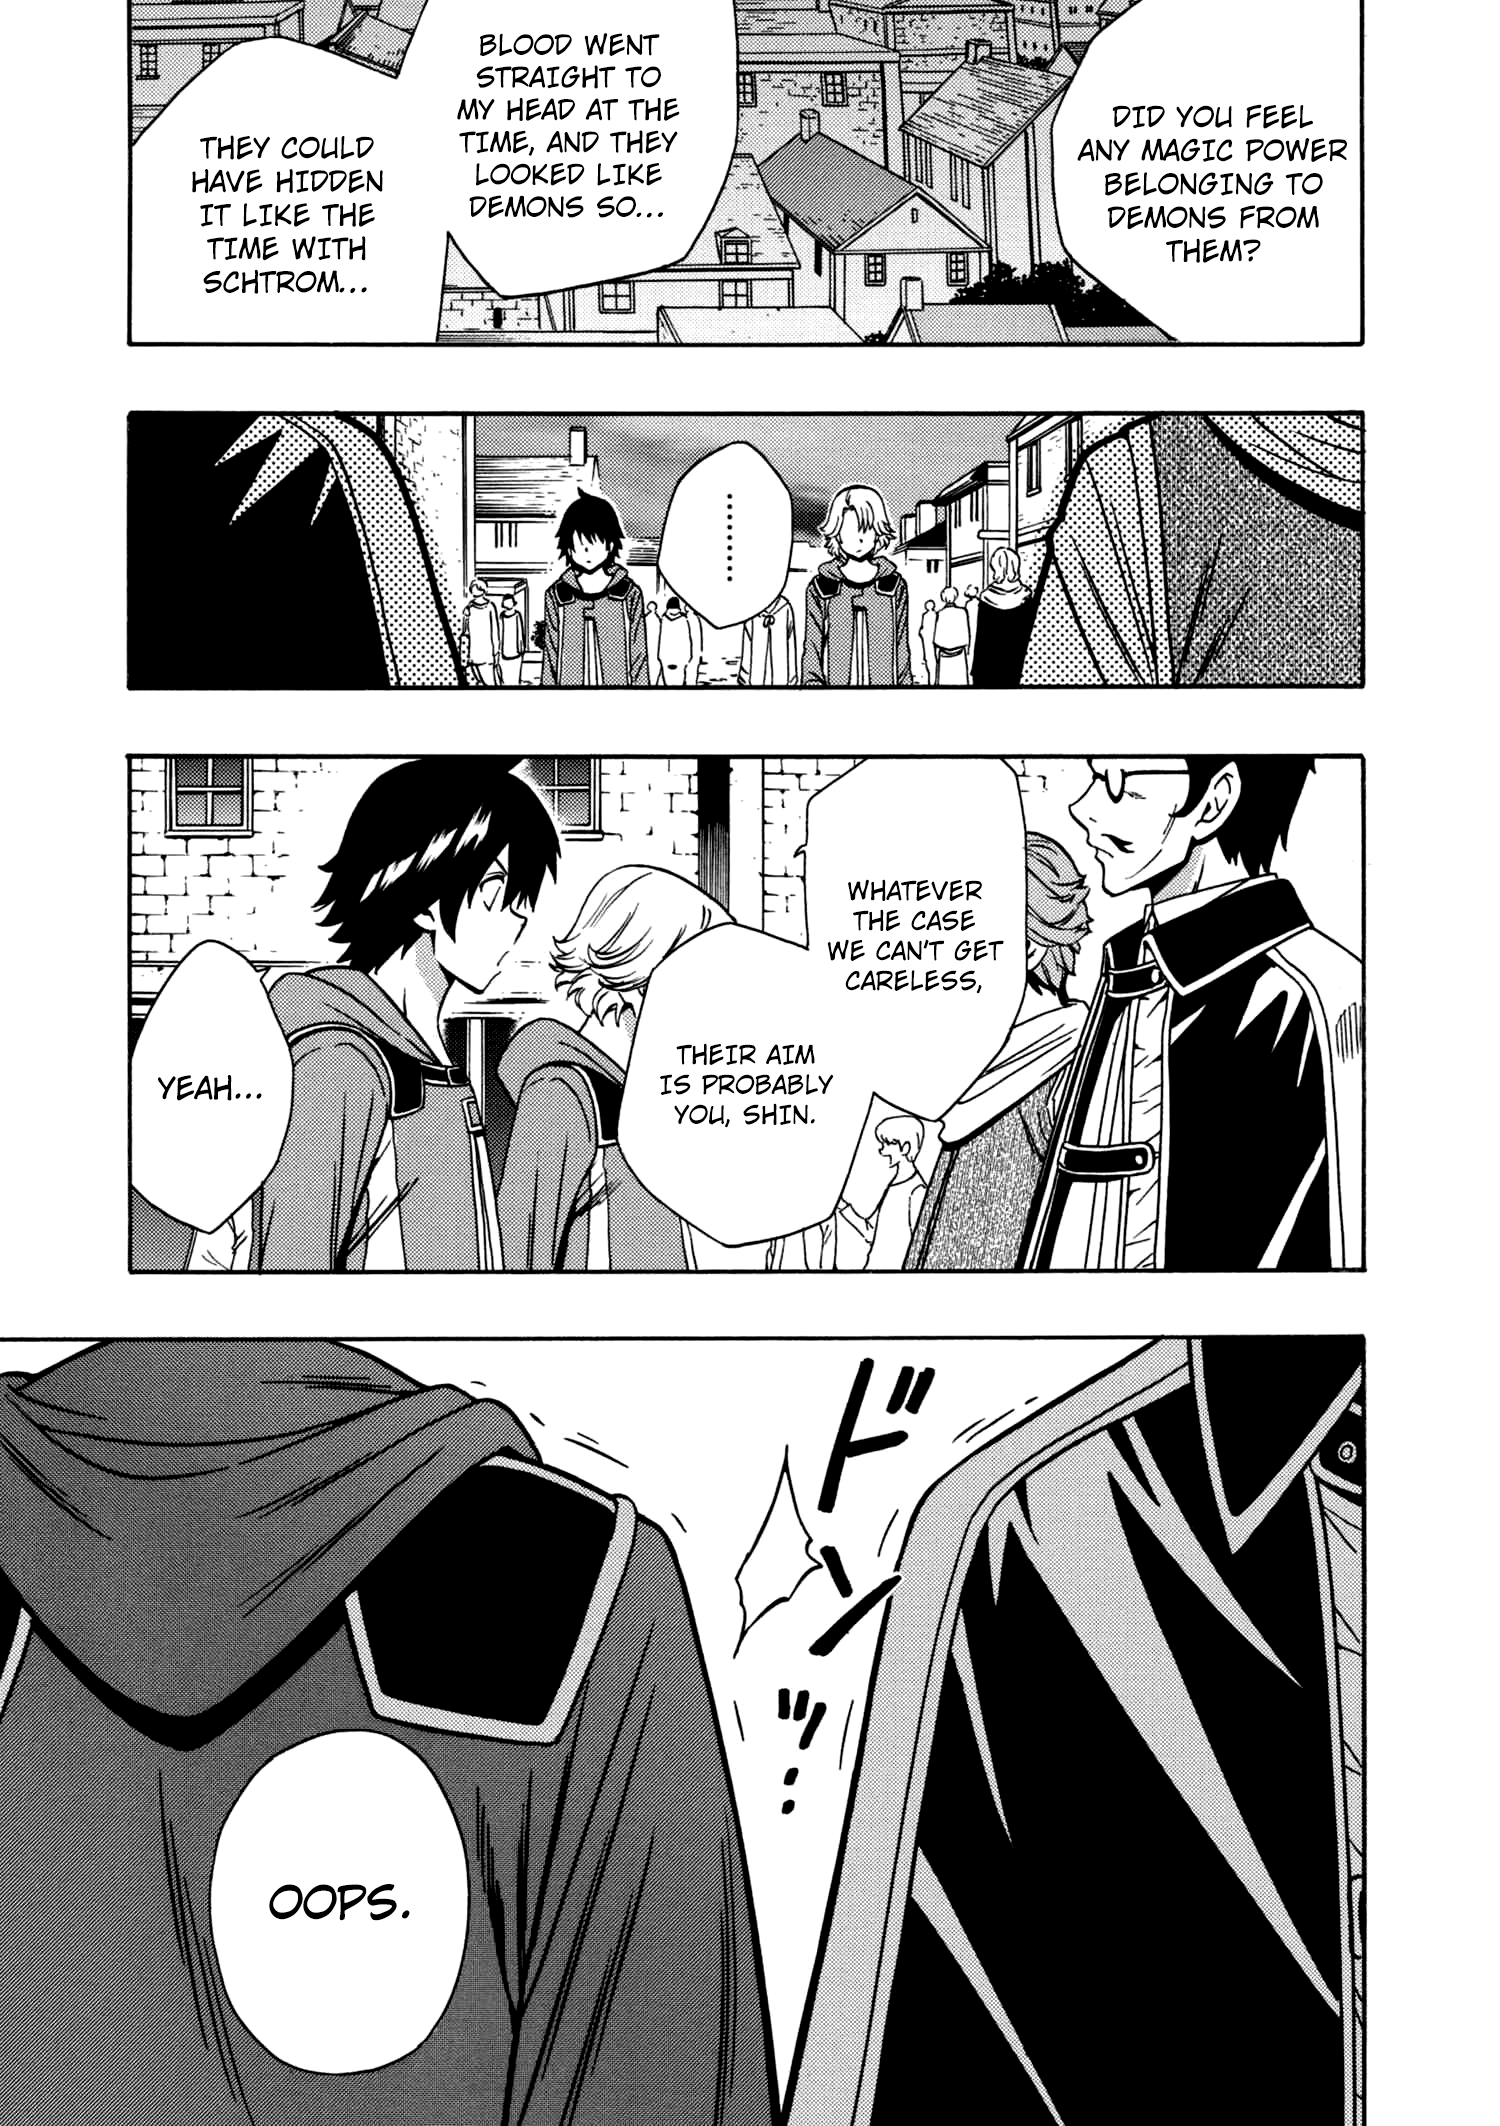 DID YOU FEEL
ANY MAGIC POWER
BELONGING TO
DEMONS FROM
THEM?
BLOOD WENT
STRAIGHT TO
MY HEAD AT THE
TIME, AND THEY
LOOKED LIKE
DEMONS SO...
THEY COULD
HAVE HIDDEN
IT LIKE THE
TIME WITH
SCHTROM...
.........
WHATEVER
THE CASE
WE CAN'T GET
CARELESS,
THEIR AIM
IS PROBABLY
YOU, SHIN.
YEAH...
ドンッ
OOPS.